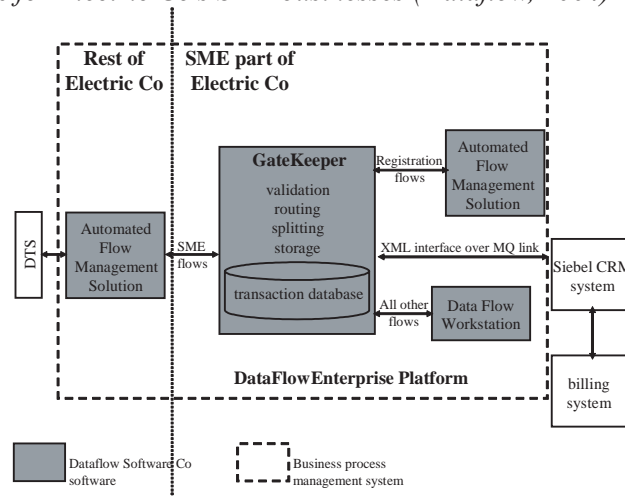 Rest of
Electric Co
SME part of
Electric Co
GateKeeper
validation
routing
splitting
storage
transaction database
Registration
flows
Automated
Flow
Management
Solution
DTS
Automated
Flow
Management
Solution
SME
flows
XML interface over MQ link
Siebel CRM
system
All other
flows
Data Flow
Workstation
DataFlowEnterprise Platform
billing
system
Dataflow Software Co
software
Business process
management system